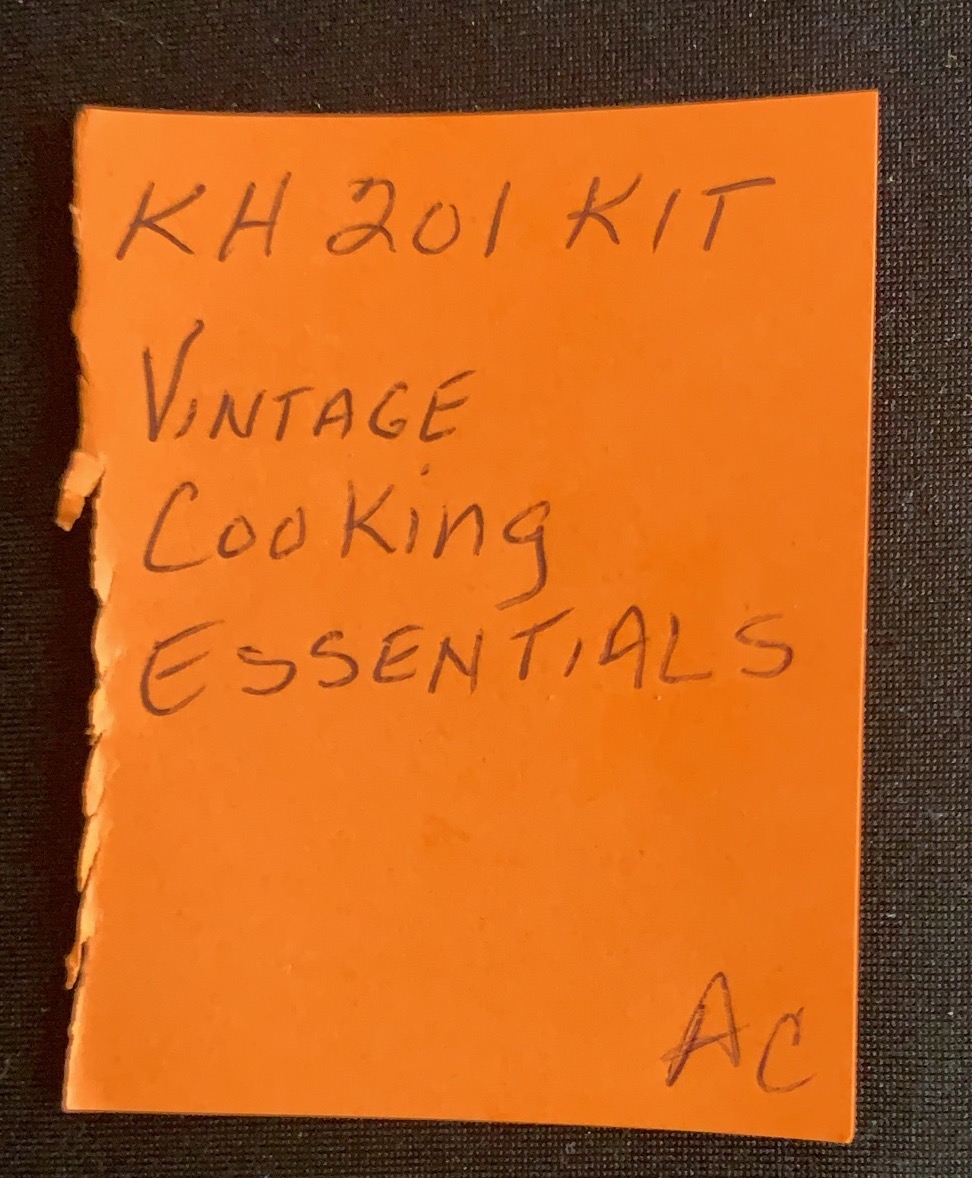 KH 201 KIT
VINTAGE
Cooking
ESSENTIALS
AC